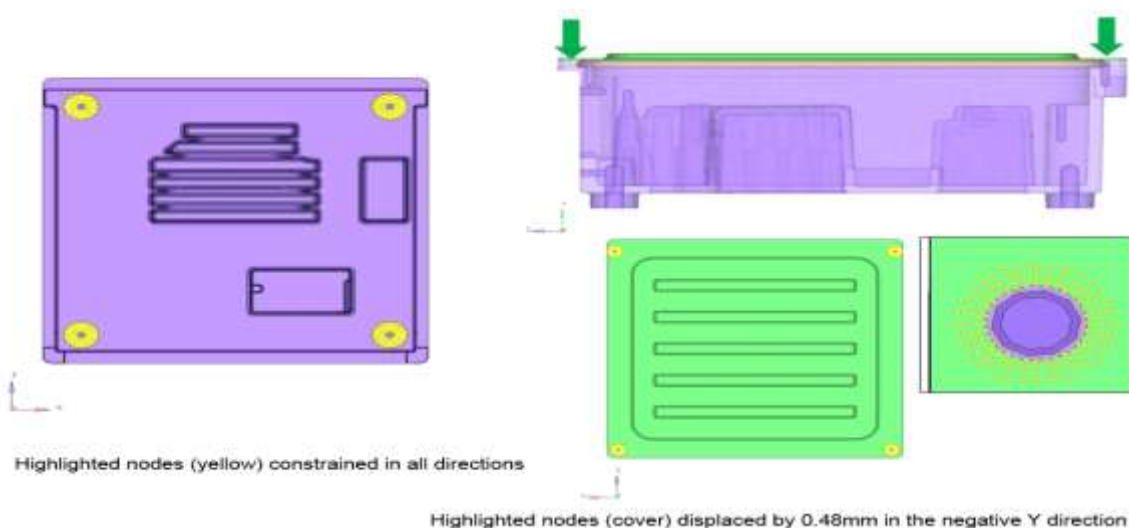 Highlighted nodes (yellow) constrained in all directions
Highlighted nodes (cover) displaced by 0.48mm in the negative Y direction